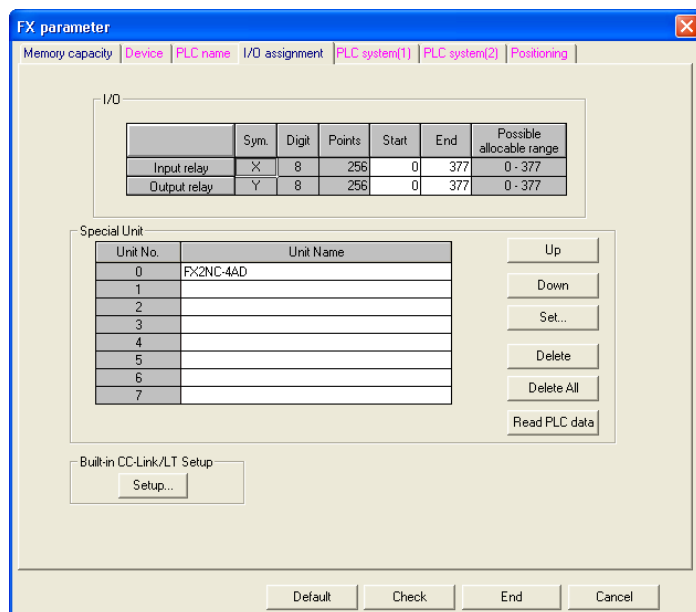 FX parameter
Memory capacity Device PLC name I/O assignment PLC system(1) PLC system(2) Positioning
I/O
Sym. Digit Points Start End Possible allocable range
Input relay X 8 256 0 377 0 - 377
Output relay Y 8 256 0 377 0 - 377
Special Unit
Unit No. Unit Name
0 FX2NC-4AD
1
2
3
4
5
6
7
Up
Down
Set...
Delete
Delete All
Read PLC data
Built-in CC-Link/LT Setup
Setup...
Default Check End Cancel